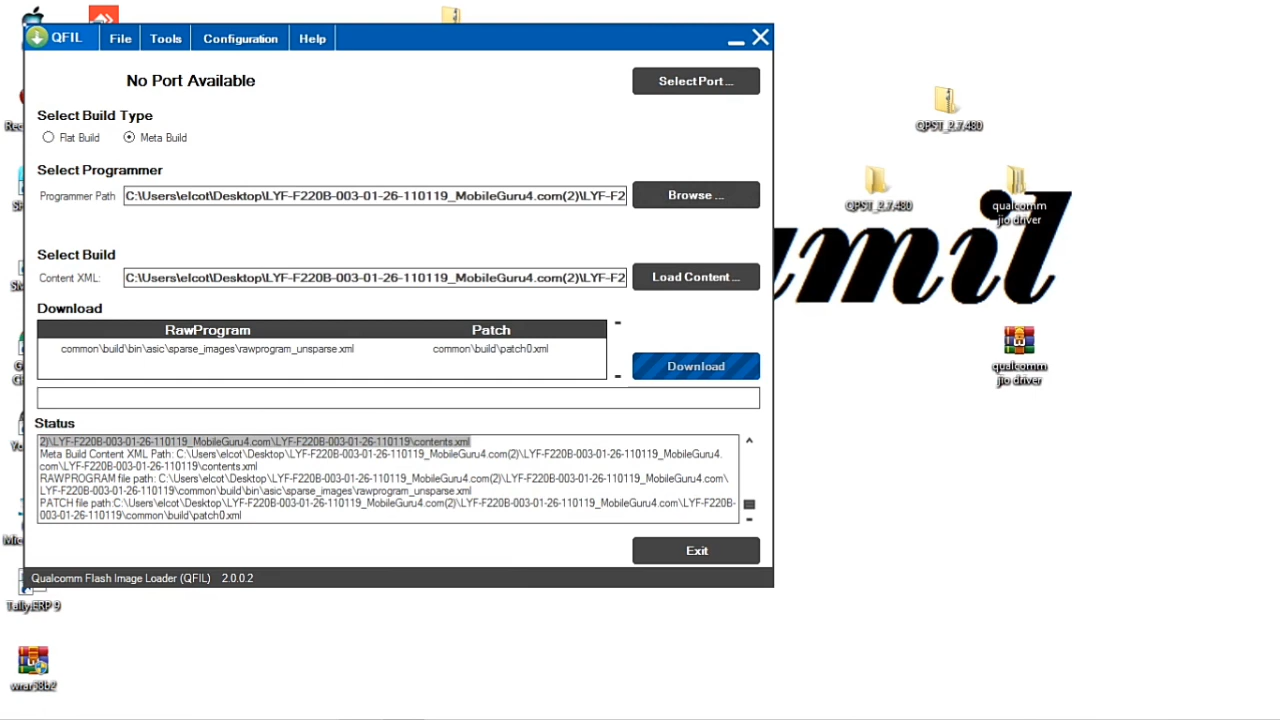 QFIL File Tools Configuration Help
No Port Available
Select Port ...
Select Build Type
Flat Build Meta Build
Select Programmer
Programmer Path C:\Users\elcot\Desktop\LYF-F220B-003-01-26-110119_MobileGuru4.com(2)\LYF-F2 Browse ...
Select Build
Content XML: C:\Users\elcot\Desktop\LYF-F220B-003-01-26-110119_MobileGuru4.com(2)\LYF-F2 Load Content ...
Download
RawProgram Patch
common\build\bin\asic\sparse_images\rawprogram_unsparse.xml common\build\patch0.xml
Download
Status
2)\LYF-F220B-003-01-26-110119_MobileGuru4.com\LYF-F220B-003-01-26-110119\contents.xml
Meta Build Content XML Path: C:\Users\elcot\Desktop\LYF-F220B-003-01-26-110119_MobileGuru4.com(2)\LYF-F220B-003-01-26-110119_MobileGuru4.
com\LYF-F220B-003-01-26-110119\contents.xml
RAWPROGRAM file path: C:\Users\elcot\Desktop\LYF-F220B-003-01-26-110119_MobileGuru4.com(2)\LYF-F220B-003-01-26-110119_MobileGuru4.com\
LYF-F220B-003-01-26-110119\common\build\bin\asic\sparse_images\rawprogram_unsparse.xml
PATCH file path:C:\Users\elcot\Desktop\LYF-F220B-003-01-26-110119_MobileGuru4.com(2)\LYF-F220B-003-01-26-110119_MobileGuru4.com\LYF-F220B-
003-01-26-110119\common\build\patch0.xml
Exit
Qualcomm Flash Image Loader (QFIL) 2.0.0.2
QPST_2.7.480
QPST_2.7.480
qualcomm
jio driver
qualcomm
jio driver
Tally.ERP 9
wrar58b2